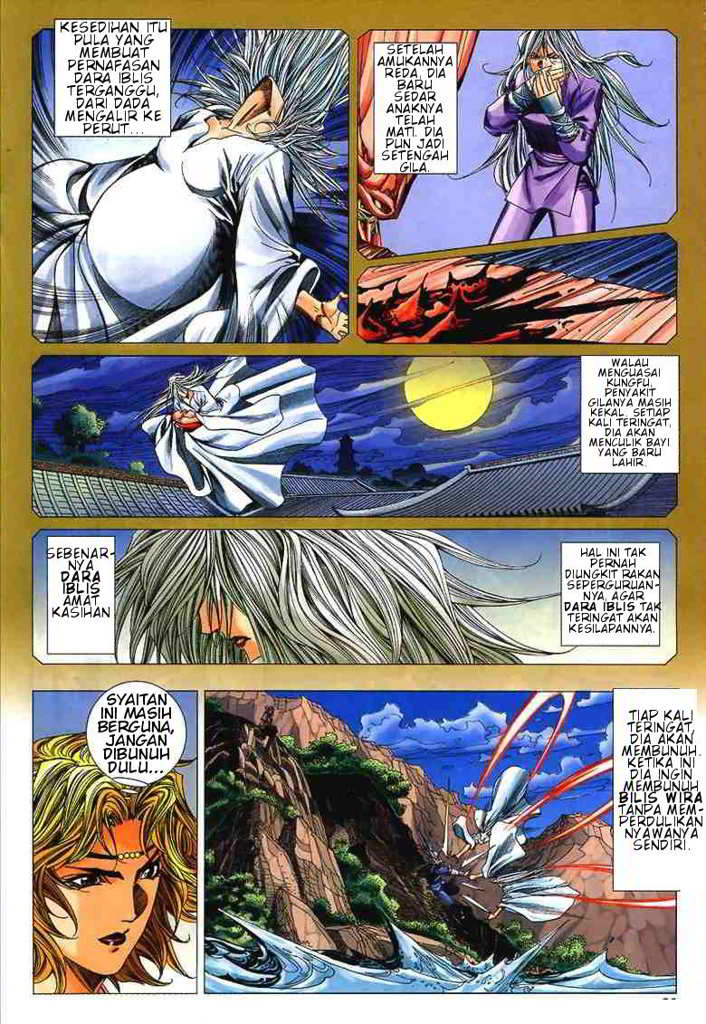 KESEDIHAN ITU
PULA YANG
MEMBUAT
PERNAFASAN
DARA IBLIS
TERGANGGU,
DARI DADA
MENGALIR KE
PERUT...
SETELAH
AMUKANNYA
REDA, DIA
BARU
SEDAR
ANAKNYA
TELAH
MATI. DIA
PUN JADI
SETENGAH
GILA.
WALAU
MENGUASAI
KUNGFU,
PENYAKIT
GILANYA MASIH
KEKAL. SETIAP
KALI TERINGAT,
DIA AKAN
MENCULIK BAYI
YANG BARU
LAHIR.
SEBENAR-
NYA
DARA
IBLIS
AMAT
KASIHAN
HAL INI TAK
PERNAH
DIUNGKIT RAKAN
SEPERGURUAN-
NYA, AGAR
DARA IBLIS TAK
TERINGAT AKAN
KESILAPANNYA.
SYAITAN
INI MASIH
BERGUNA,
JANGAN
DIBUNUH
DULU...
TIAP KALI
TERINGAT
DIA AKAN
MEMBUNUH.
KETIKA INI
DIA INGIN
MEMBUNUH
BILIS WIRA
TANPA MEM-
PERDULIKAN
NYAWANYA
SENDIRI.